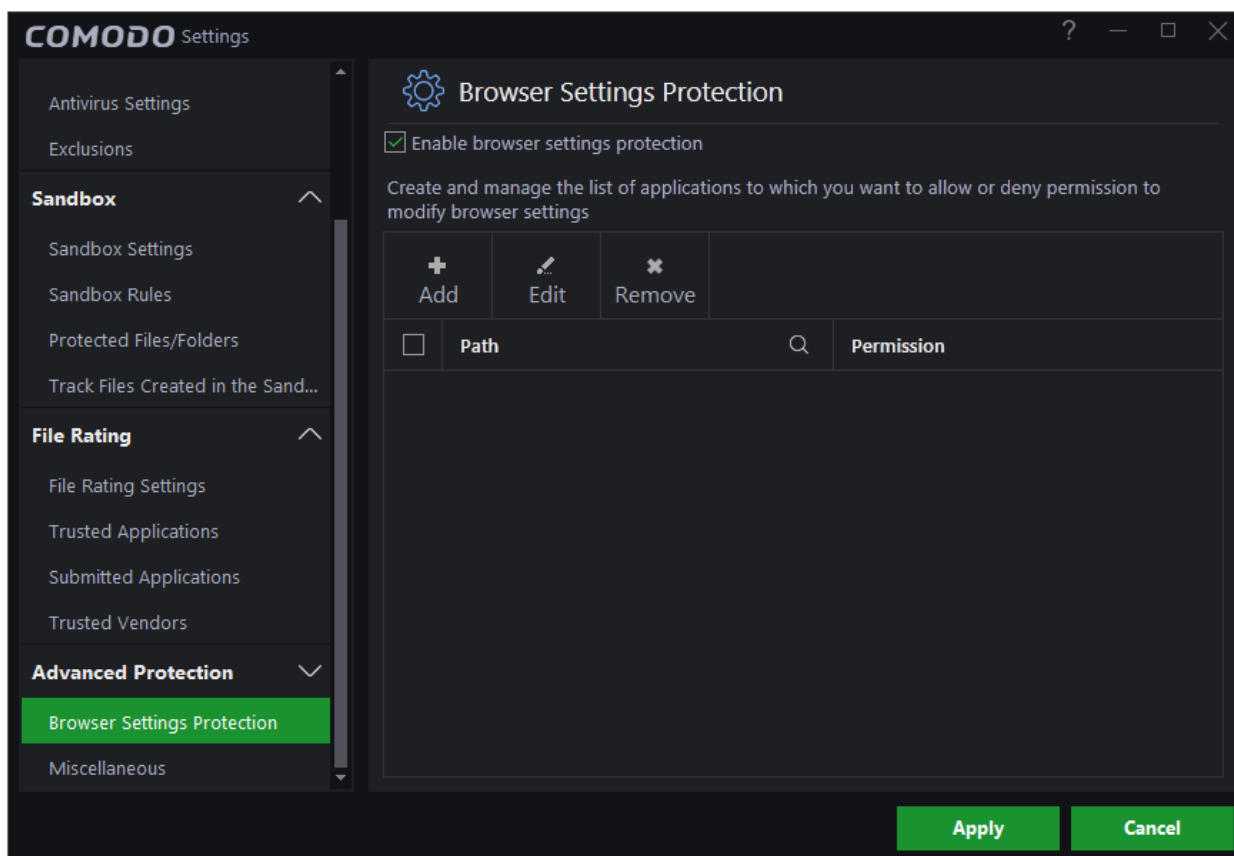 COMODO Settings
?
Antivirus Settings
Exclusions
Sandbox
Sandbox Settings
Sandbox Rules
Protected Files/Folders
Track Files Created in the Sand...
File Rating
File Rating Settings
Trusted Applications
Submitted Applications
Trusted Vendors
Advanced Protection
Browser Settings Protection
Miscellaneous
Browser Settings Protection
Enable browser settings protection
Create and manage the list of applications to which you want to allow or deny permission to
modify browser settings
Add Edit Remove
Path Permission
Apply Cancel